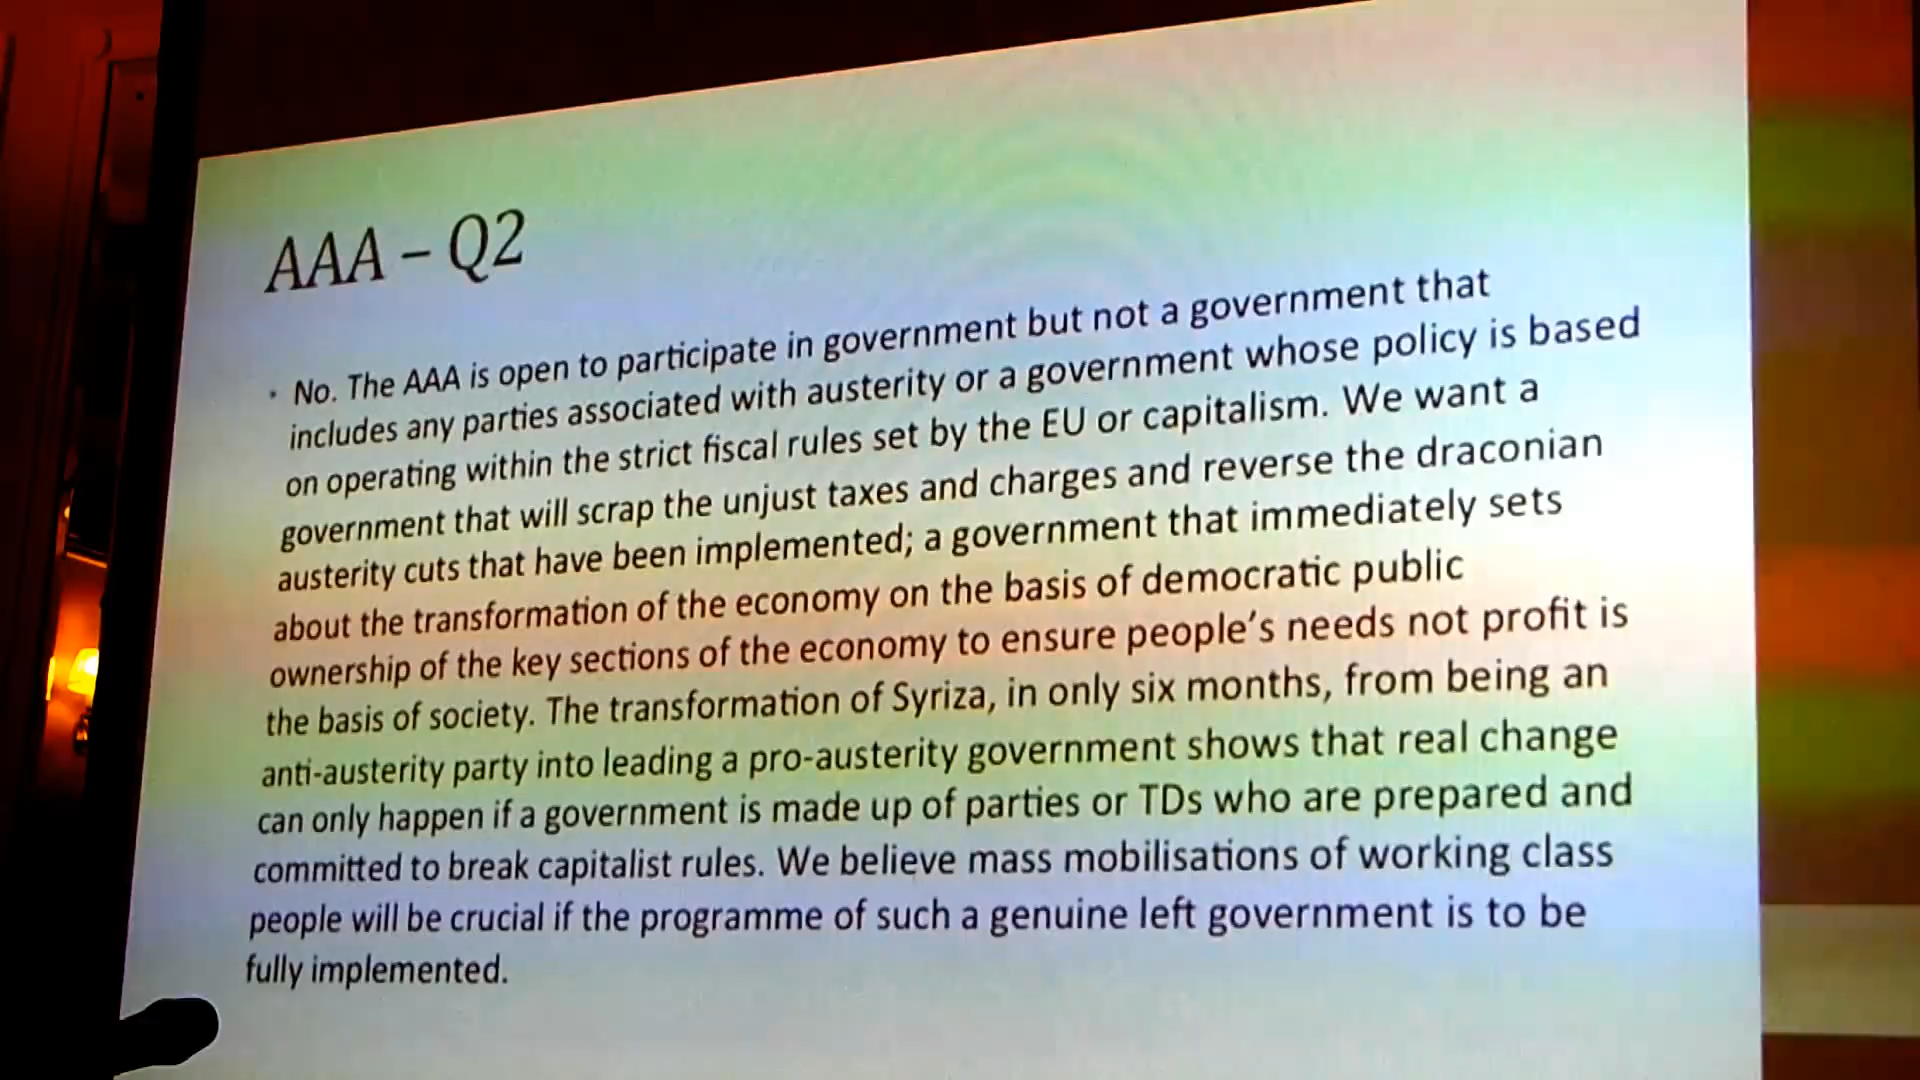 AAA – Q2
• No. The AAA is open to participate in government but not a government that
includes any parties associated with austerity or a government whose policy is based
on operating within the strict fiscal rules set by the EU or capitalism. We want a
government that will scrap the unjust taxes and charges and reverse the draconian
austerity cuts that have been implemented; a government that immediately sets
about the transformation of the economy on the basis of democratic public
ownership of the key sections of the economy to ensure people's needs not profit is
the basis of society. The transformation of Syriza, in only six months, from being an
anti-austerity party into leading a pro-austerity government shows that real change
can only happen if a government is made up of parties or TDs who are prepared and
committed to break capitalist rules. We believe mass mobilisations of working class
people will be crucial if the programme of such a genuine left government is to be
fully implemented.